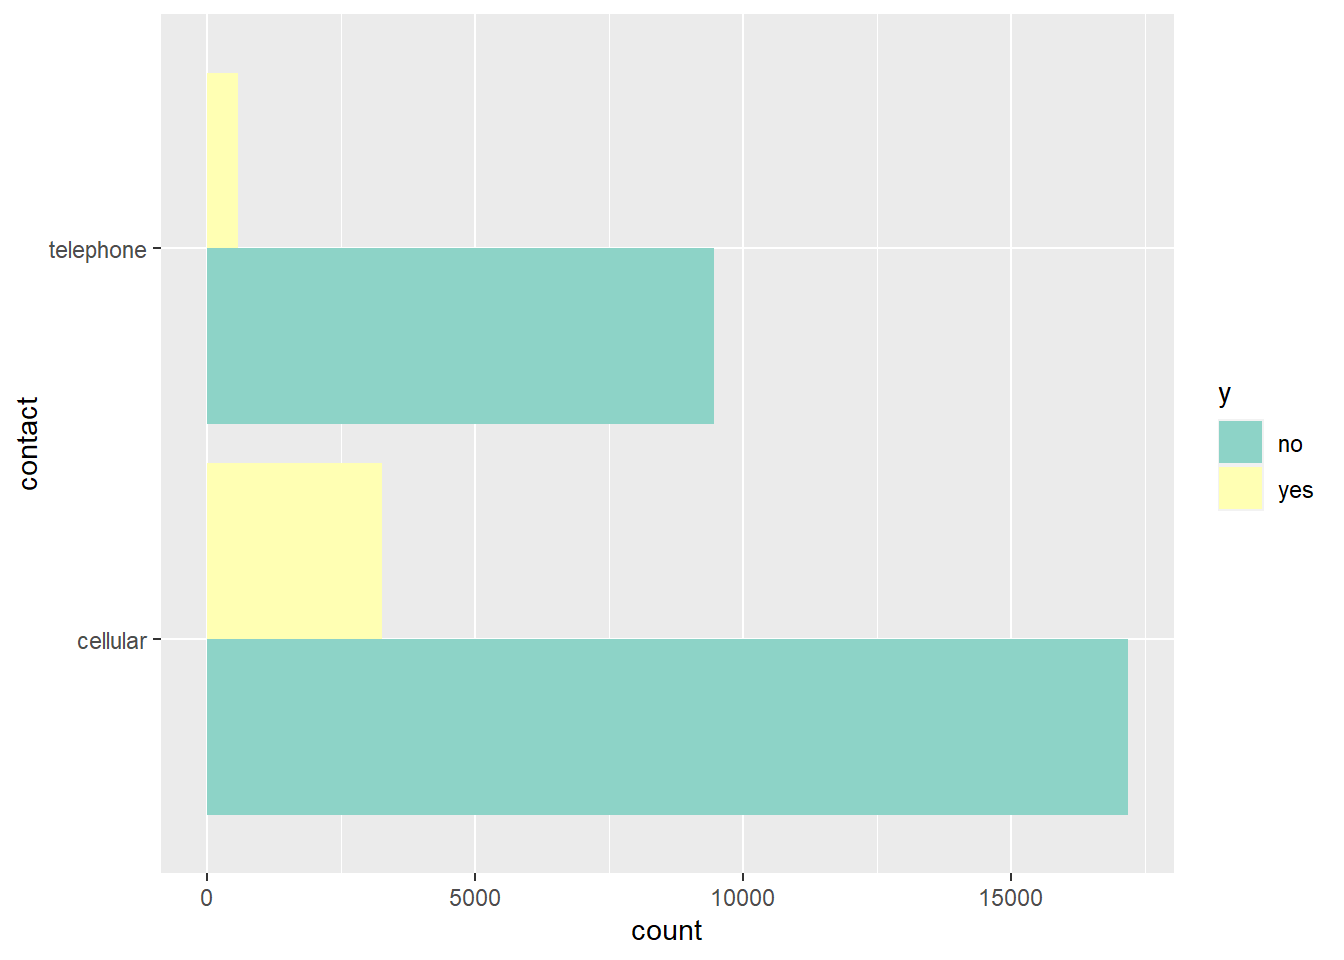 telephone
cellular
contact
0 5000 10000 15000
count
y
no
yes